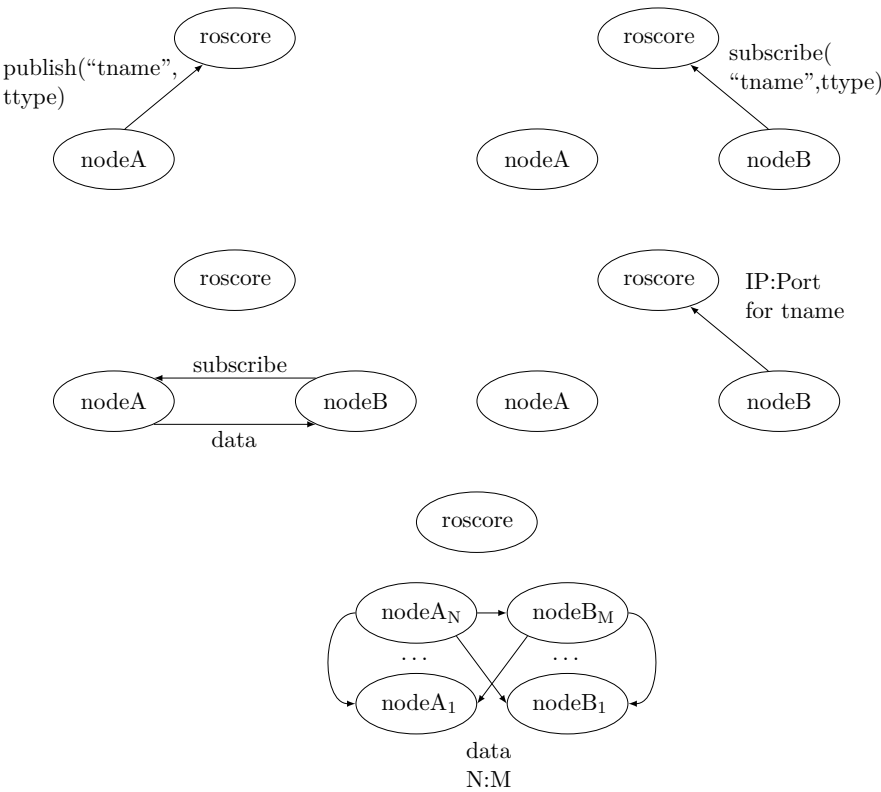 roscore
publish(“tname”,
ttype)
nodeA
roscore
subscribe(
“tname”,ttype)
nodeA
nodeB
roscore
subscribe
nodeA
nodeB
data
roscore
IP:Port
for tname
nodeA
nodeB
roscore
nodeA_N
nodeB_M
...
...
nodeA_1
nodeB_1
data
N:M